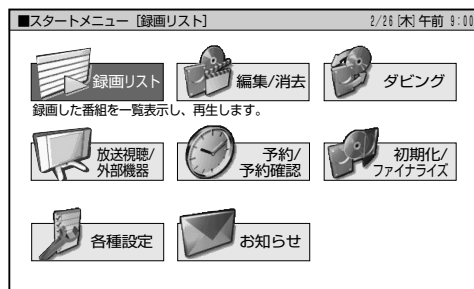 ■スタートメニュー［録画リスト］ 2/26[木]午前 9:00
録画リスト 編集/消去 ダビング
録画した番組を一覧表示し、再生します。
放送視聴/ 予約/ 初期化/
外部機器 予約確認 ファイナライズ
各種設定 お知らせ